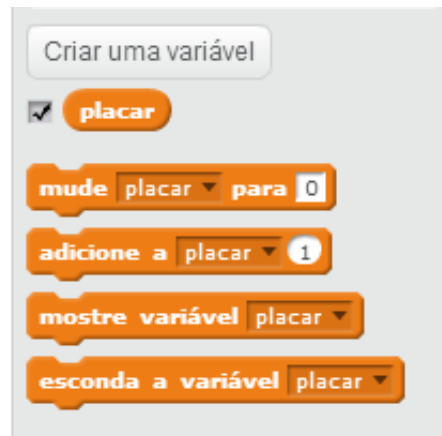 Criar uma variável
placar
mude placar para 0
adicione a placar 1
mostre variável placar
esconda a variável placar